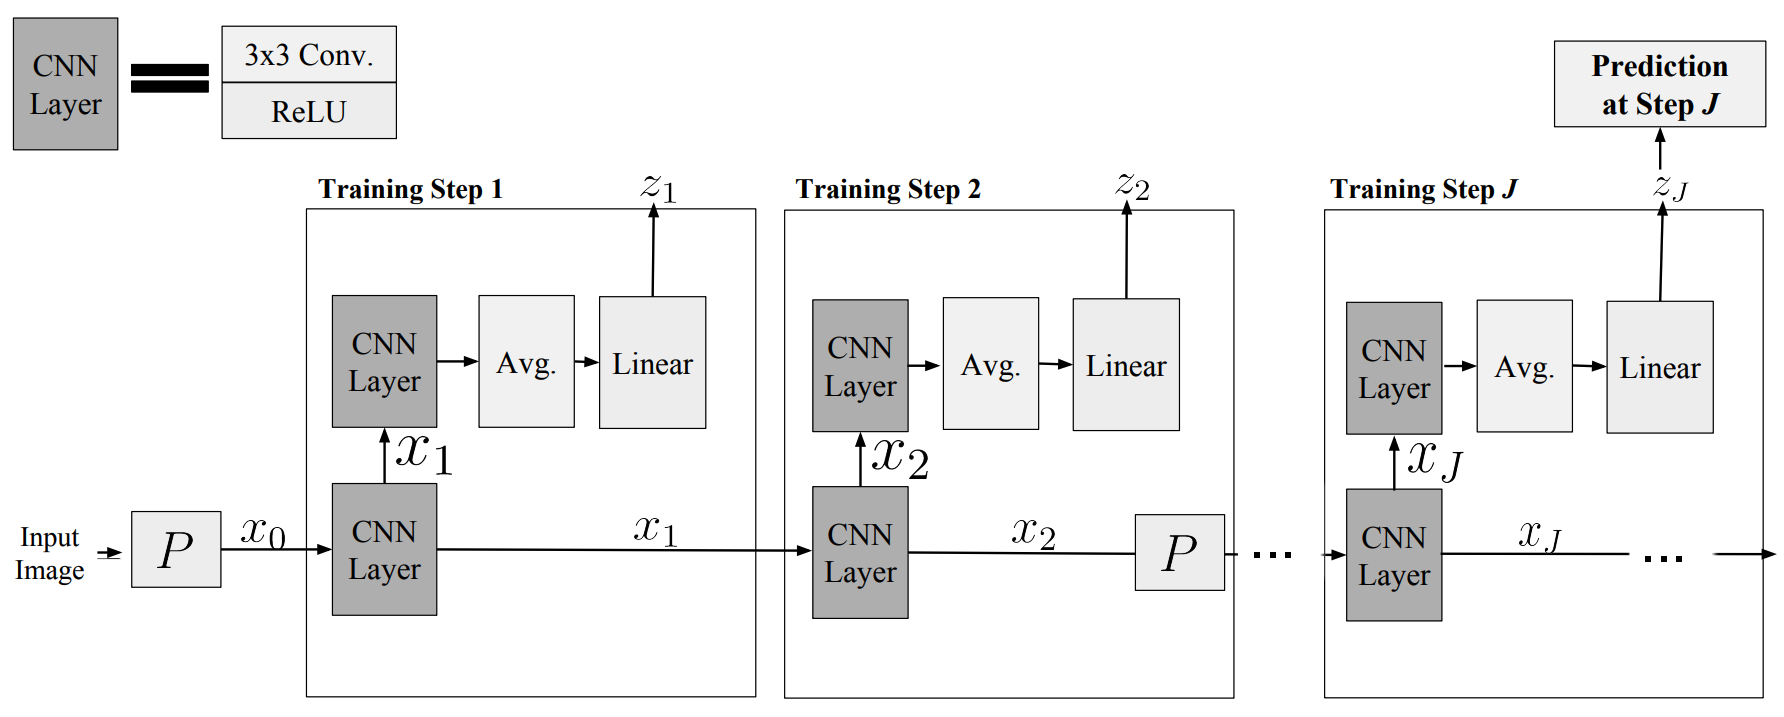 CNN
Layer
3x3 Conv.
ReLU
Prediction
at Step J
Training Step 1
z_1
Training Step 2
z_2
Training Step J
z_J
CNN
Layer
Avg.
Linear
CNN
Layer
Avg.
Linear
CNN
Layer
Avg.
Linear
x_1
x_2
x_J
Input
Image
P
x_0
CNN
Layer
x_1
CNN
Layer
x_2
P
...
CNN
Layer
x_J
...